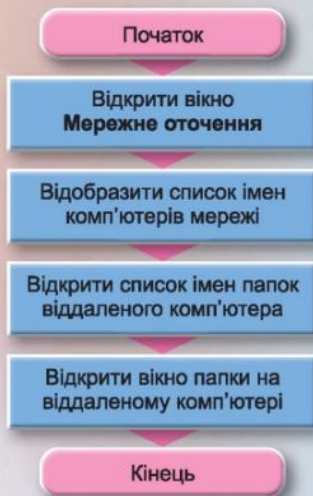 Початок
Відкрити вікно
Мережне оточення
Відобразити список імен
комп'ютерів мережі
Відкрити список імен папок
віддаленого комп'ютера
Відкрити вікно папки на
віддаленому комп'ютері
Кінець